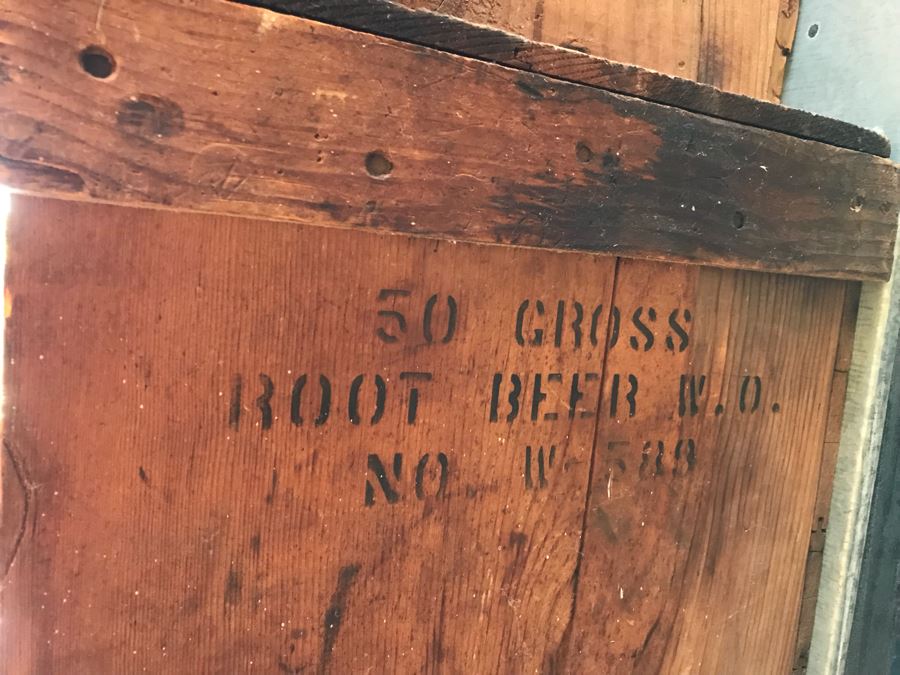 50 GROSS
ROOT BEER W.O.
NO W-589